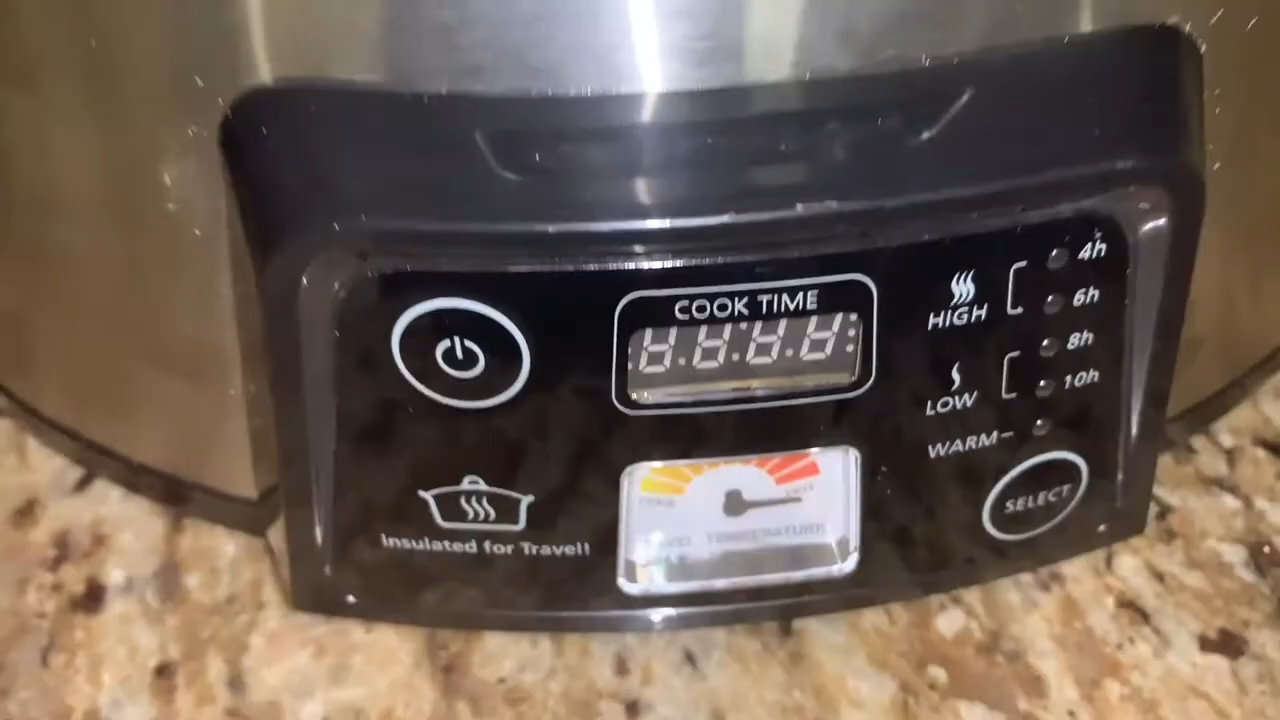 COOK TIME
HIGH
4h
6h
8h
LOW
10h
WARM
SELECT
Insulated for Travel!
TEMPERATURE